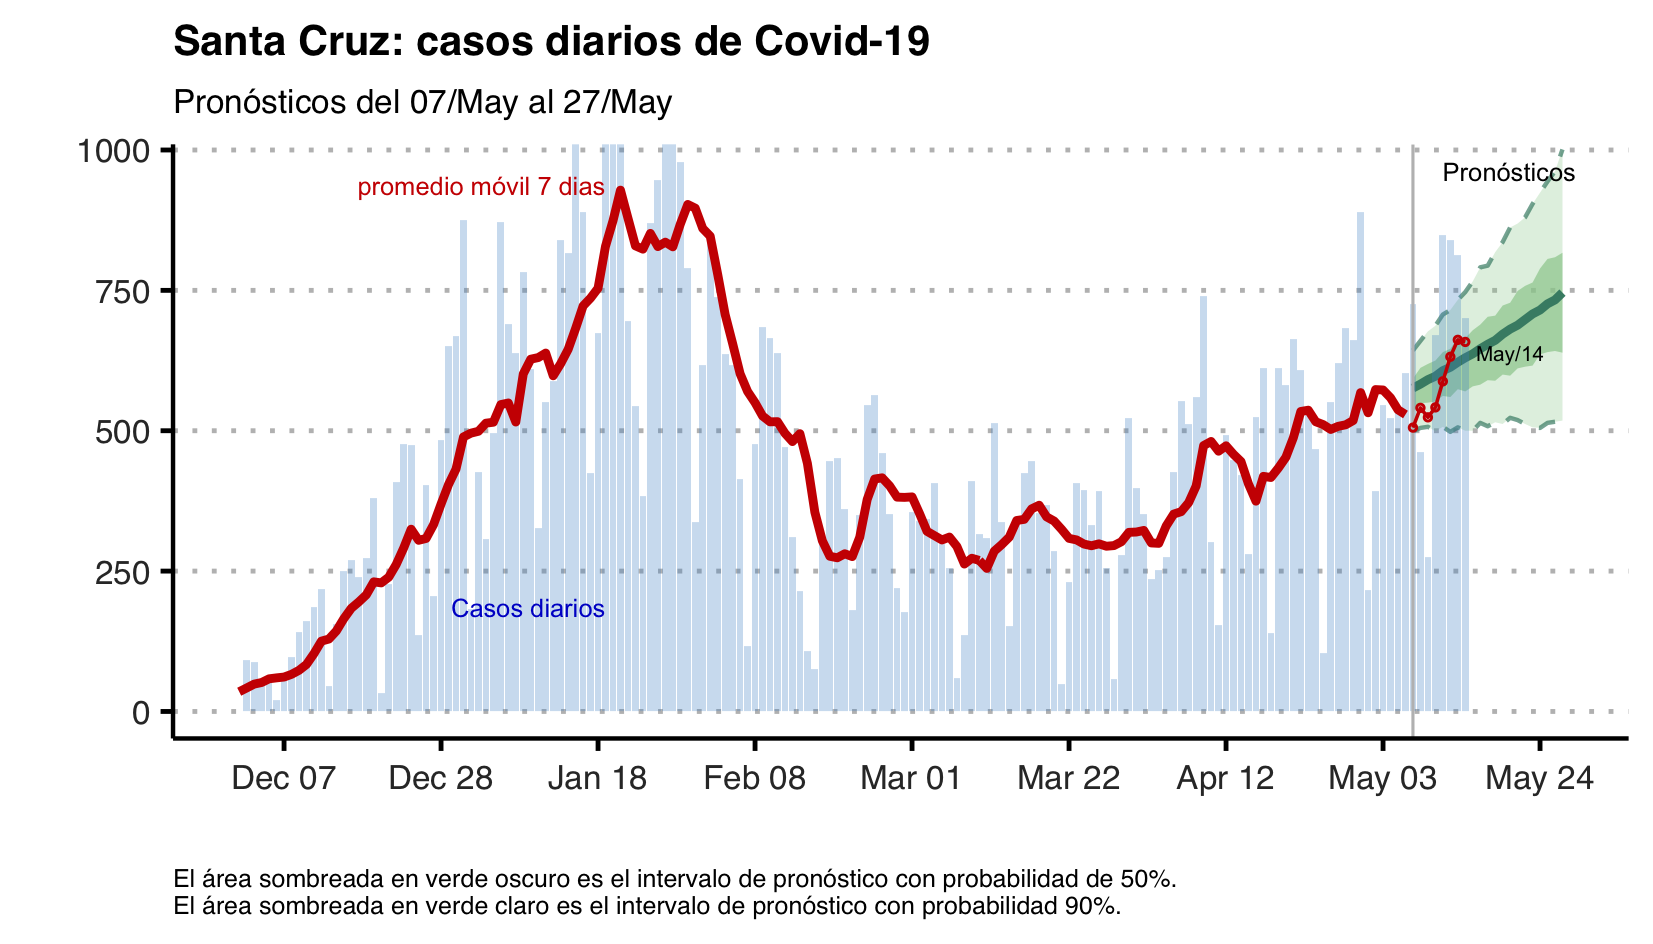 Santa Cruz: casos diarios de Covid-19
Pronósticos del 07/May al 27/May
1000
750
500
250
0
promedio móvil 7 dias
Casos diarios
Pronósticos
May/14
Dec 07 Dec 28 Jan 18 Feb 08 Mar 01 Mar 22 Apr 12 May 03 May 24
El área sombreada en verde oscuro es el intervalo de pronóstico con probabilidad de 50%.
El área sombreada en verde claro es el intervalo de pronóstico con probabilidad 90%.